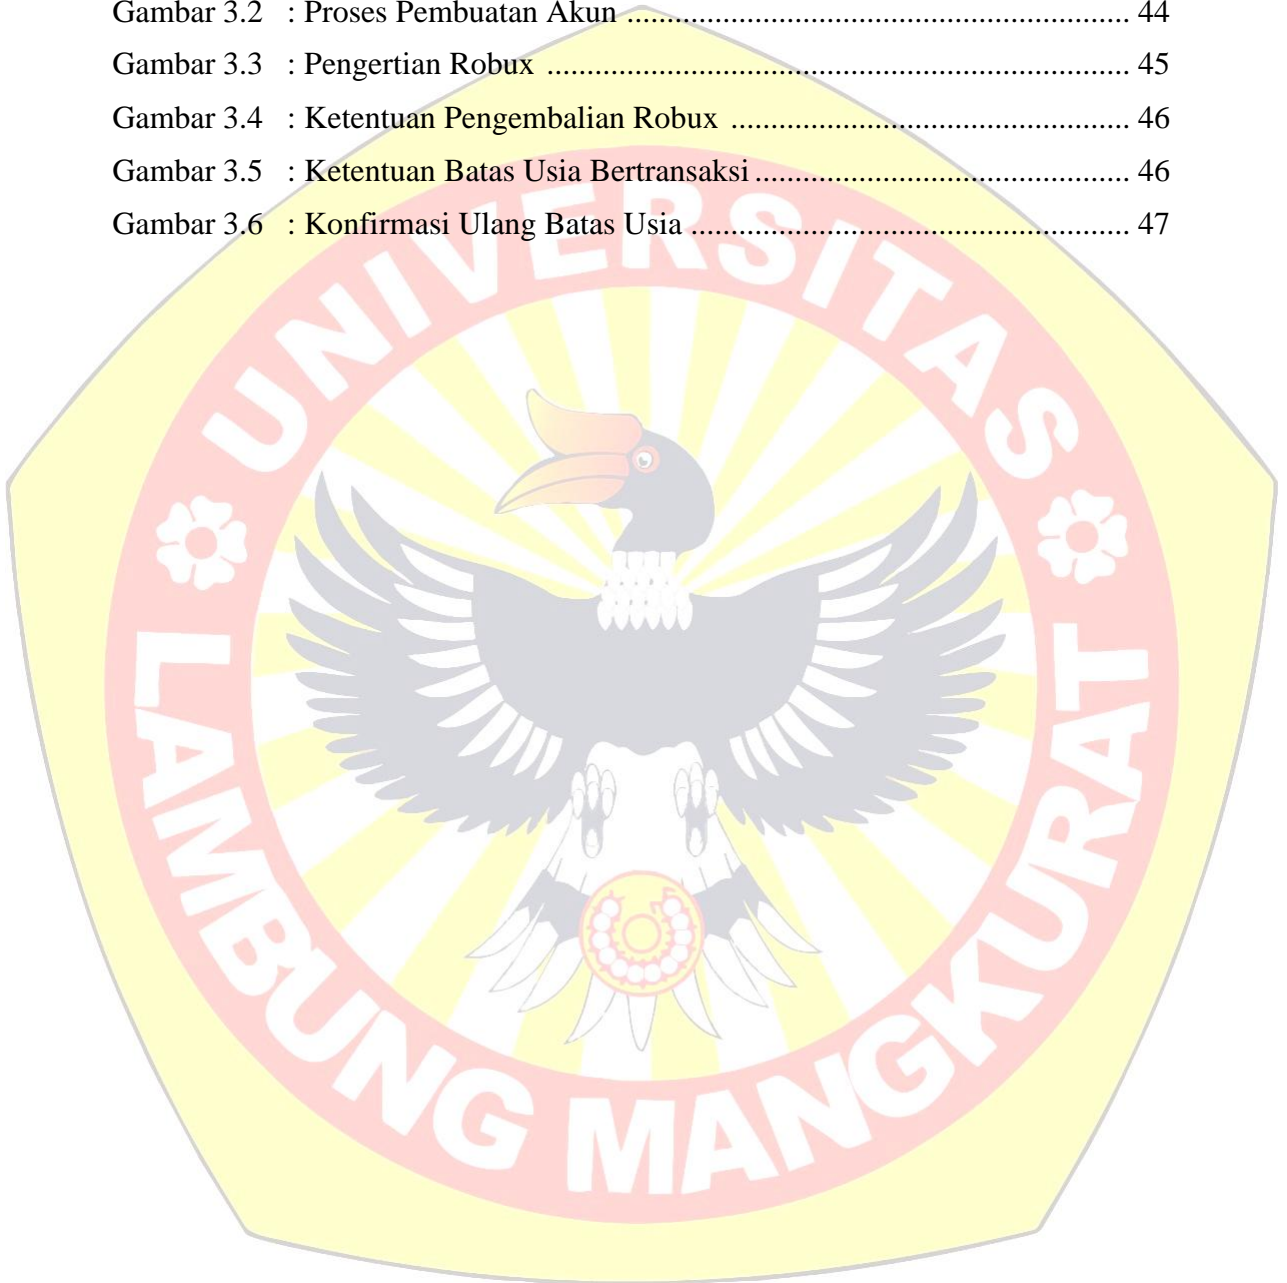 Gambar 3.2 : Proses Pembuatan Akun ..................................................... 44
Gambar 3.3 : Pengertian Robux ............................................................. 45
Gambar 3.4 : Ketentuan Pengembalian Robux .......................................... 46
Gambar 3.5 : Ketentuan Batas Usia Bertransaksi ....................................... 46
Gambar 3.6 : Konfirmasi Ulang Batas Usia .............................................. 47
UNIVERSITAS
LAMBUNG MANGKURAT